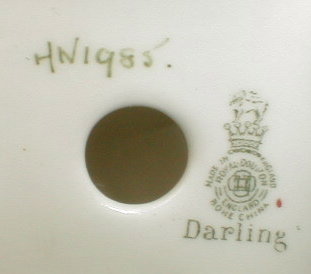 HN1985.
MADE IN ENGLAND
ROYAL·DOULTON
ENGLAND
BONE CHINA
Darling